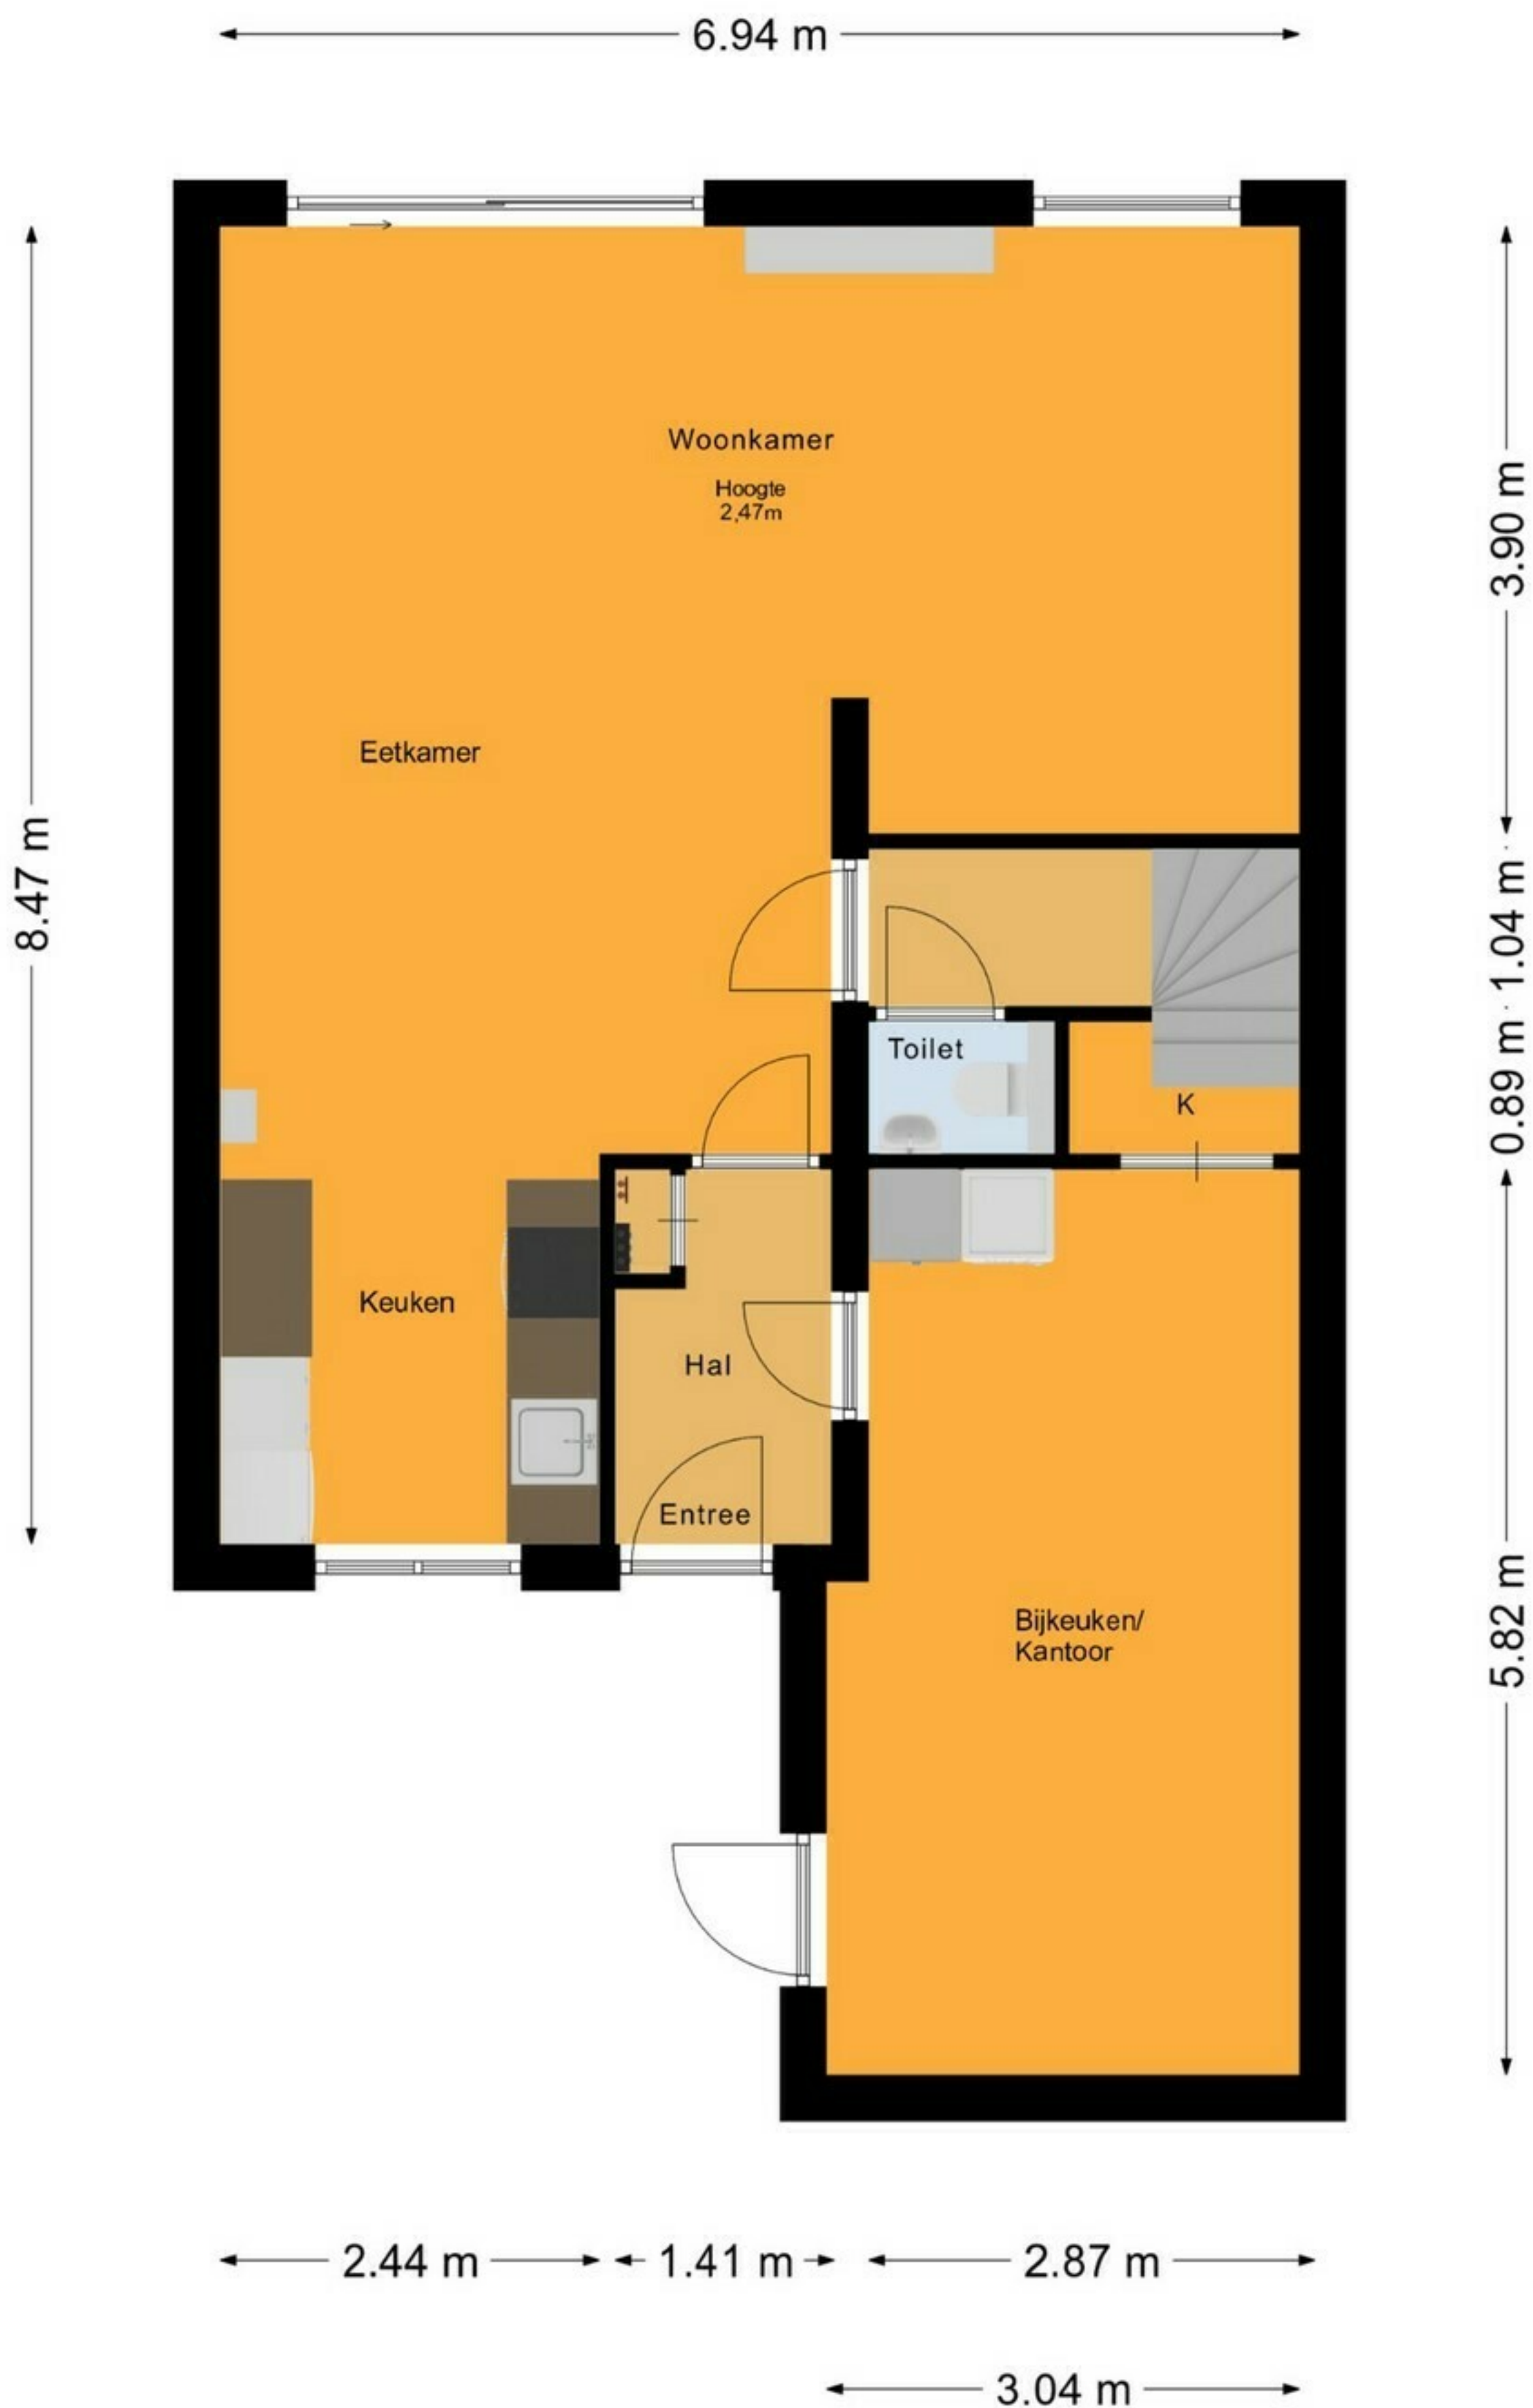 6.94 m
Woonkamer
Hoogte
2,47m
3.90 m
Eetkamer
8.47 m
1.04 m
Toilet
0.89 m
K
Keuken
Hal
Entree
Bijkeuken/
Kantoor
5.82 m
2.44 m
1.41 m
2.87 m
3.04 m